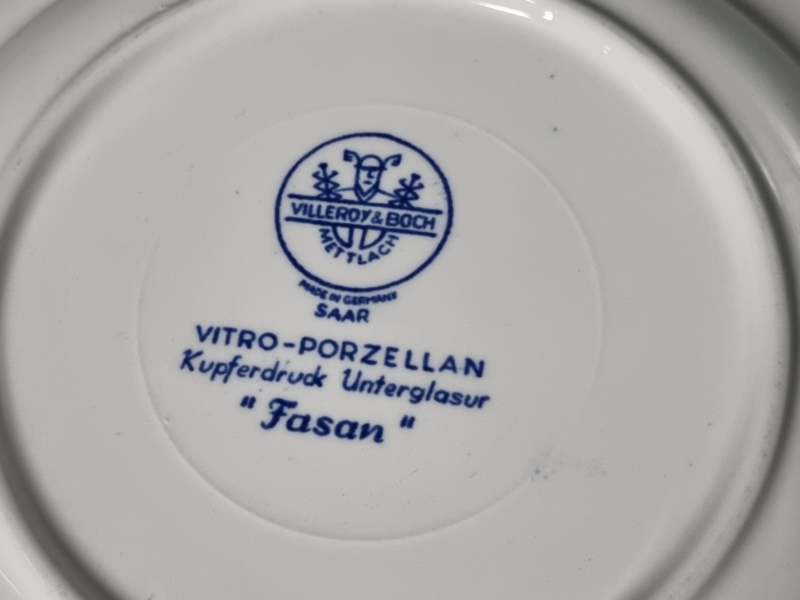 VILLEROY & BOCH
METTLACH
MADE IN GERMANY
SAAR
VITRO-PORZELLAN
Kupferdruck Unterglasur
"Fasan"